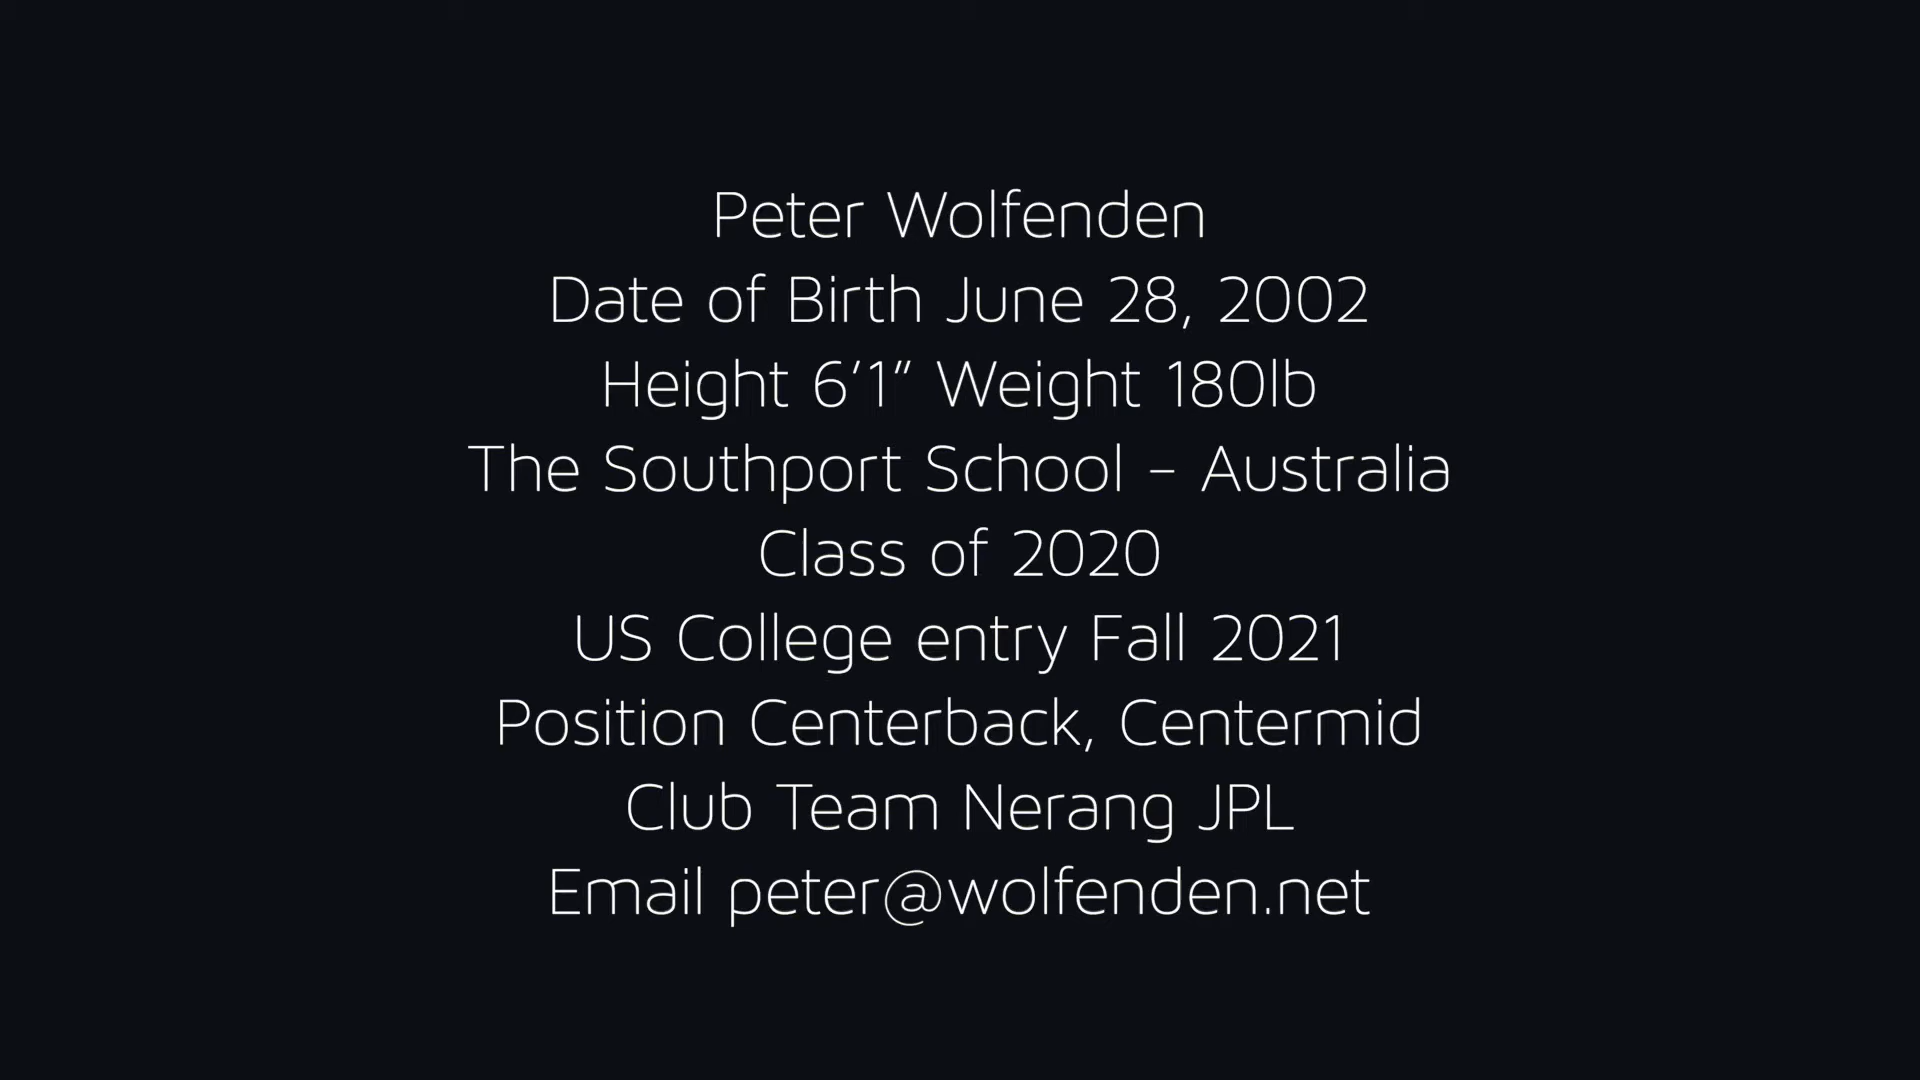 Peter Wolfenden
Date of Birth June 28, 2002
Height 6’1” Weight 180lb
The Southport School – Australia
Class of 2020
US College entry Fall 2021
Position Centerback, Centermid
Club Team Nerang JPL
Email peter@wolfenden.net